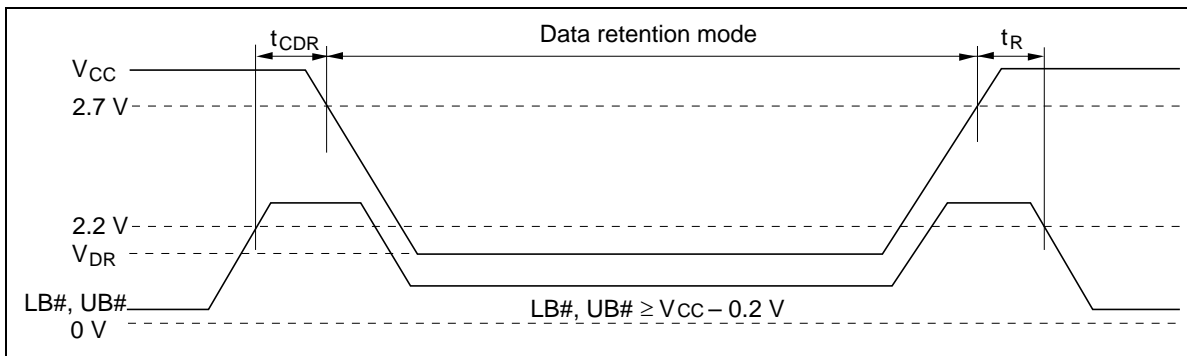 tCDR
Data retention mode
tR
VCC
2.7 V
2.2 V
VDR
LB#, UB#
LB#, UB# ≥ VCC – 0.2 V
0 V